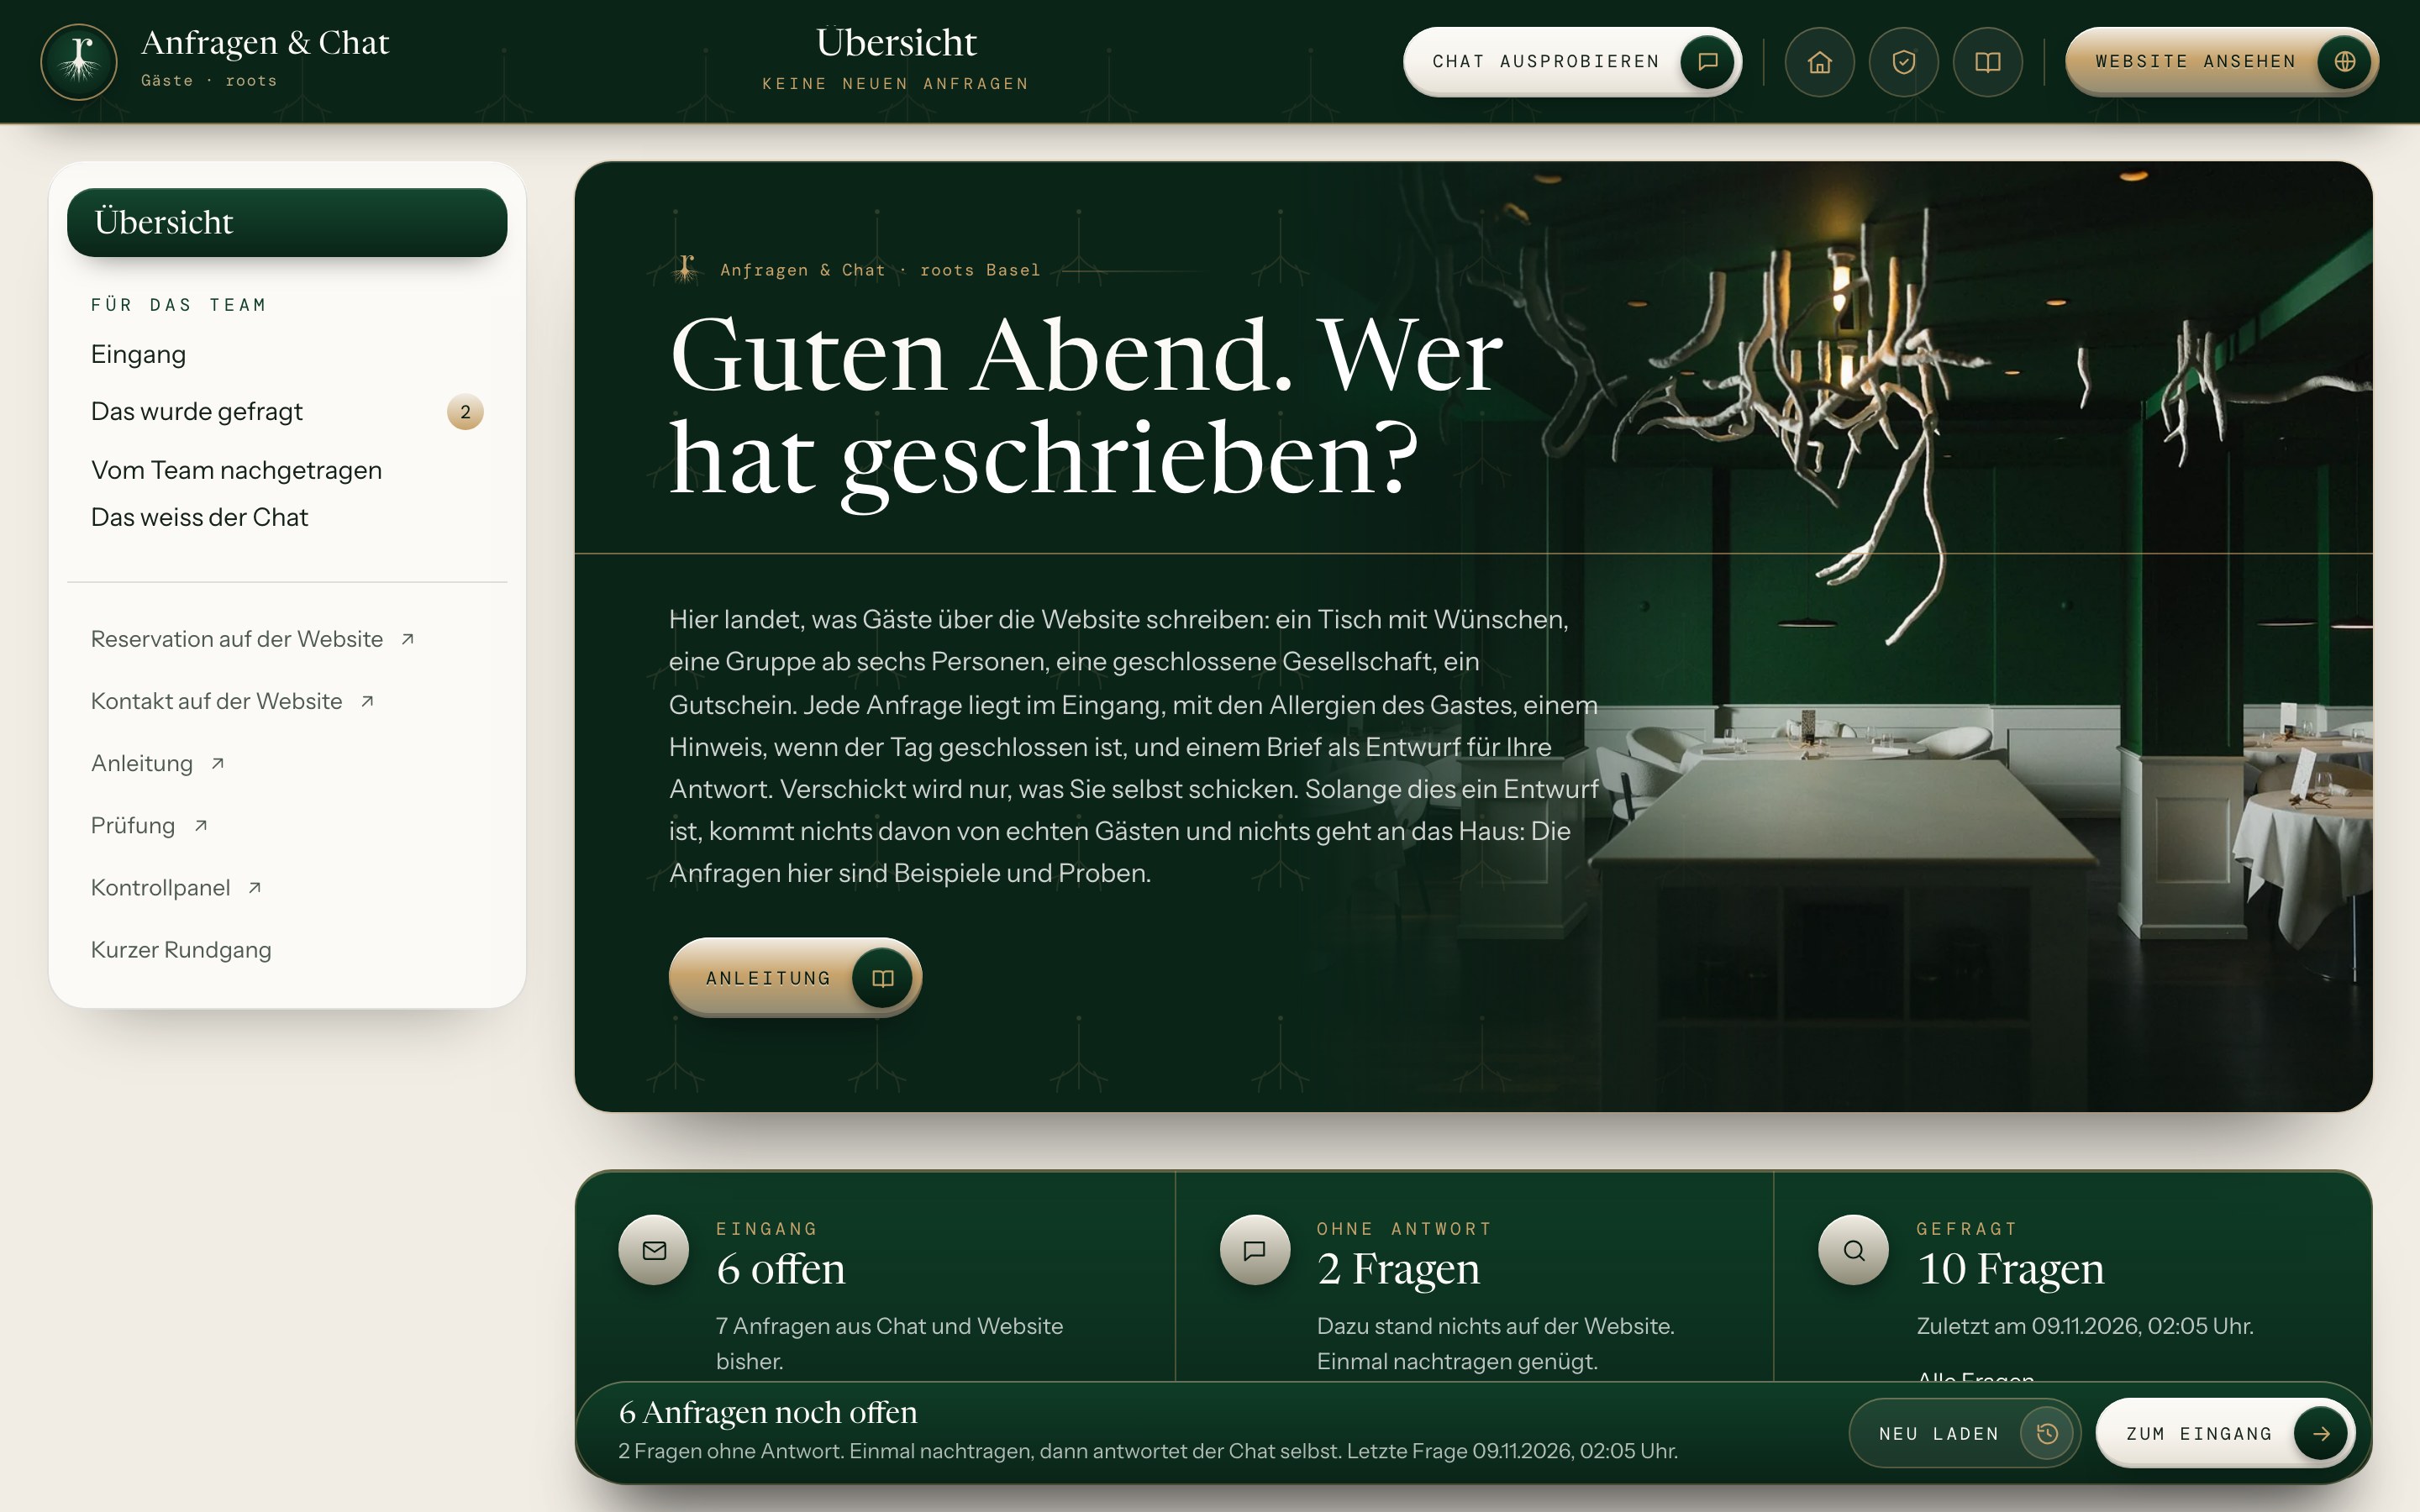 Anfragen & Chat
Gäste · roots
Übersicht
KEINE NEUEN ANFRAGEN
CHAT AUSPROBIEREN
WEBSITE ANSEHEN
Übersicht
FÜR DAS TEAM
Eingang
Das wurde gefragt 2
Vom Team nachgetragen
Das weiss der Chat
Reservation auf der Website
Kontakt auf der Website
Anleitung
Prüfung
Kontrollpanel
Kurzer Rundgang
r Anfragen & Chat · roots Basel
Guten Abend. Wer
hat geschrieben?
Hier landet, was Gäste über die Website schreiben: ein Tisch mit Wünschen,
eine Gruppe ab sechs Personen, eine geschlossene Gesellschaft, ein
Gutschein. Jede Anfrage liegt im Eingang, mit den Allergien des Gastes, einem
Hinweis, wenn der Tag geschlossen ist, und einem Brief als Entwurf für Ihre
Antwort. Verschickt wird nur, was Sie selbst schicken. Solange dies ein Entwurf
ist, kommt nichts davon von echten Gästen und nichts geht an das Haus: Die
Anfragen hier sind Beispiele und Proben.
ANLEITUNG
EINGANG
6 offen
7 Anfragen aus Chat und Website
bisher.
OHNE ANTWORT
2 Fragen
Dazu stand nichts auf der Website.
Einmal nachtragen genügt.
GEFRAGT
10 Fragen
Zuletzt am 09.11.2026, 02:05 Uhr.
Alle Fragen
6 Anfragen noch offen
2 Fragen ohne Antwort. Einmal nachtragen, dann antwortet der Chat selbst. Letzte Frage 09.11.2026, 02:05 Uhr.
NEU LADEN
ZUM EINGANG